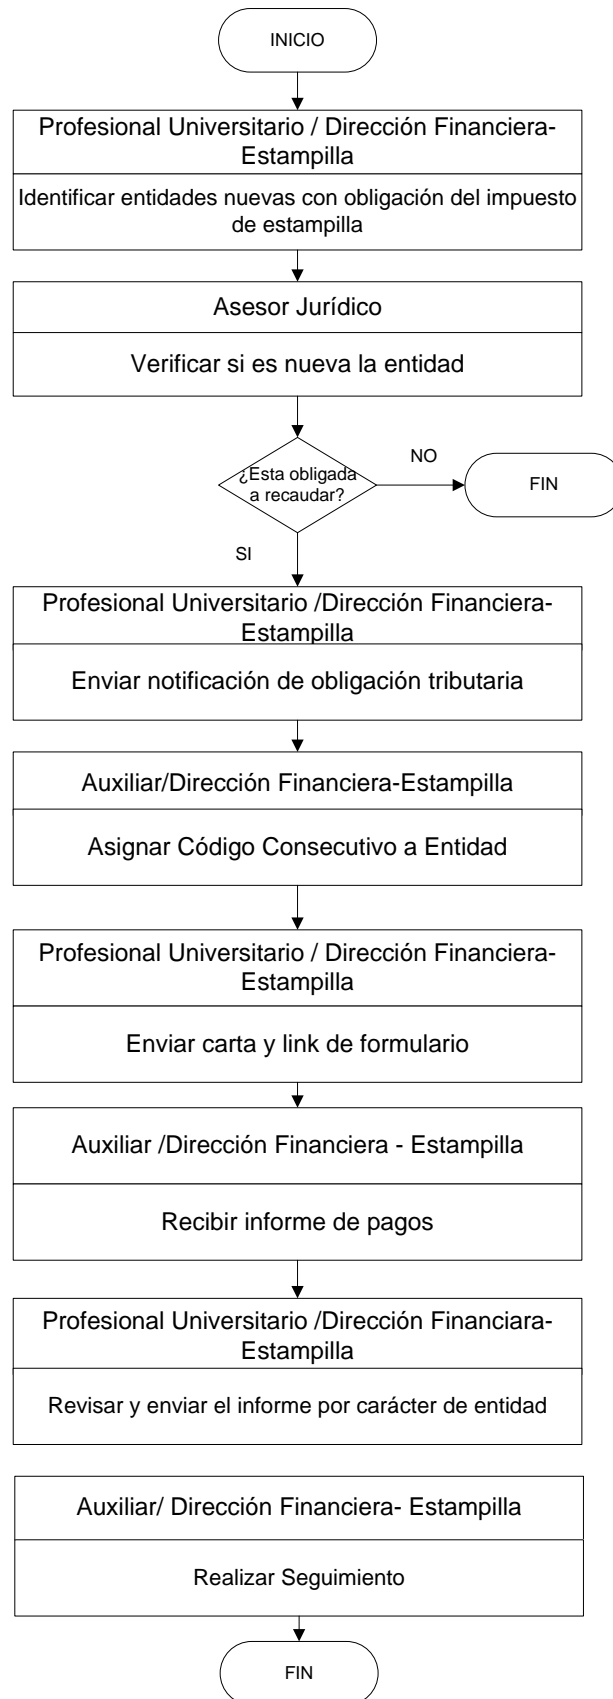 INICIO
Profesional Universitario / Dirección Financiera-
Estampilla
Identificar entidades nuevas con obligación del impuesto
de estampilla
Asesor Jurídico
Verificar si es nueva la entidad
¿Esta obligada
a recaudar?
NO
FIN
SI
Profesional Universitario /Dirección Financiera-
Estampilla
Enviar notificación de obligación tributaria
Auxiliar/Dirección Financiera-Estampilla
Asignar Código Consecutivo a Entidad
Profesional Universitario / Dirección Financiera-
Estampilla
Enviar carta y link de formulario
Auxiliar /Dirección Financiera - Estampilla
Recibir informe de pagos
Profesional Universitario /Dirección Financiara-
Estampilla
Revisar y enviar el informe por carácter de entidad
Auxiliar/ Dirección Financiera- Estampilla
Realizar Seguimiento
FIN